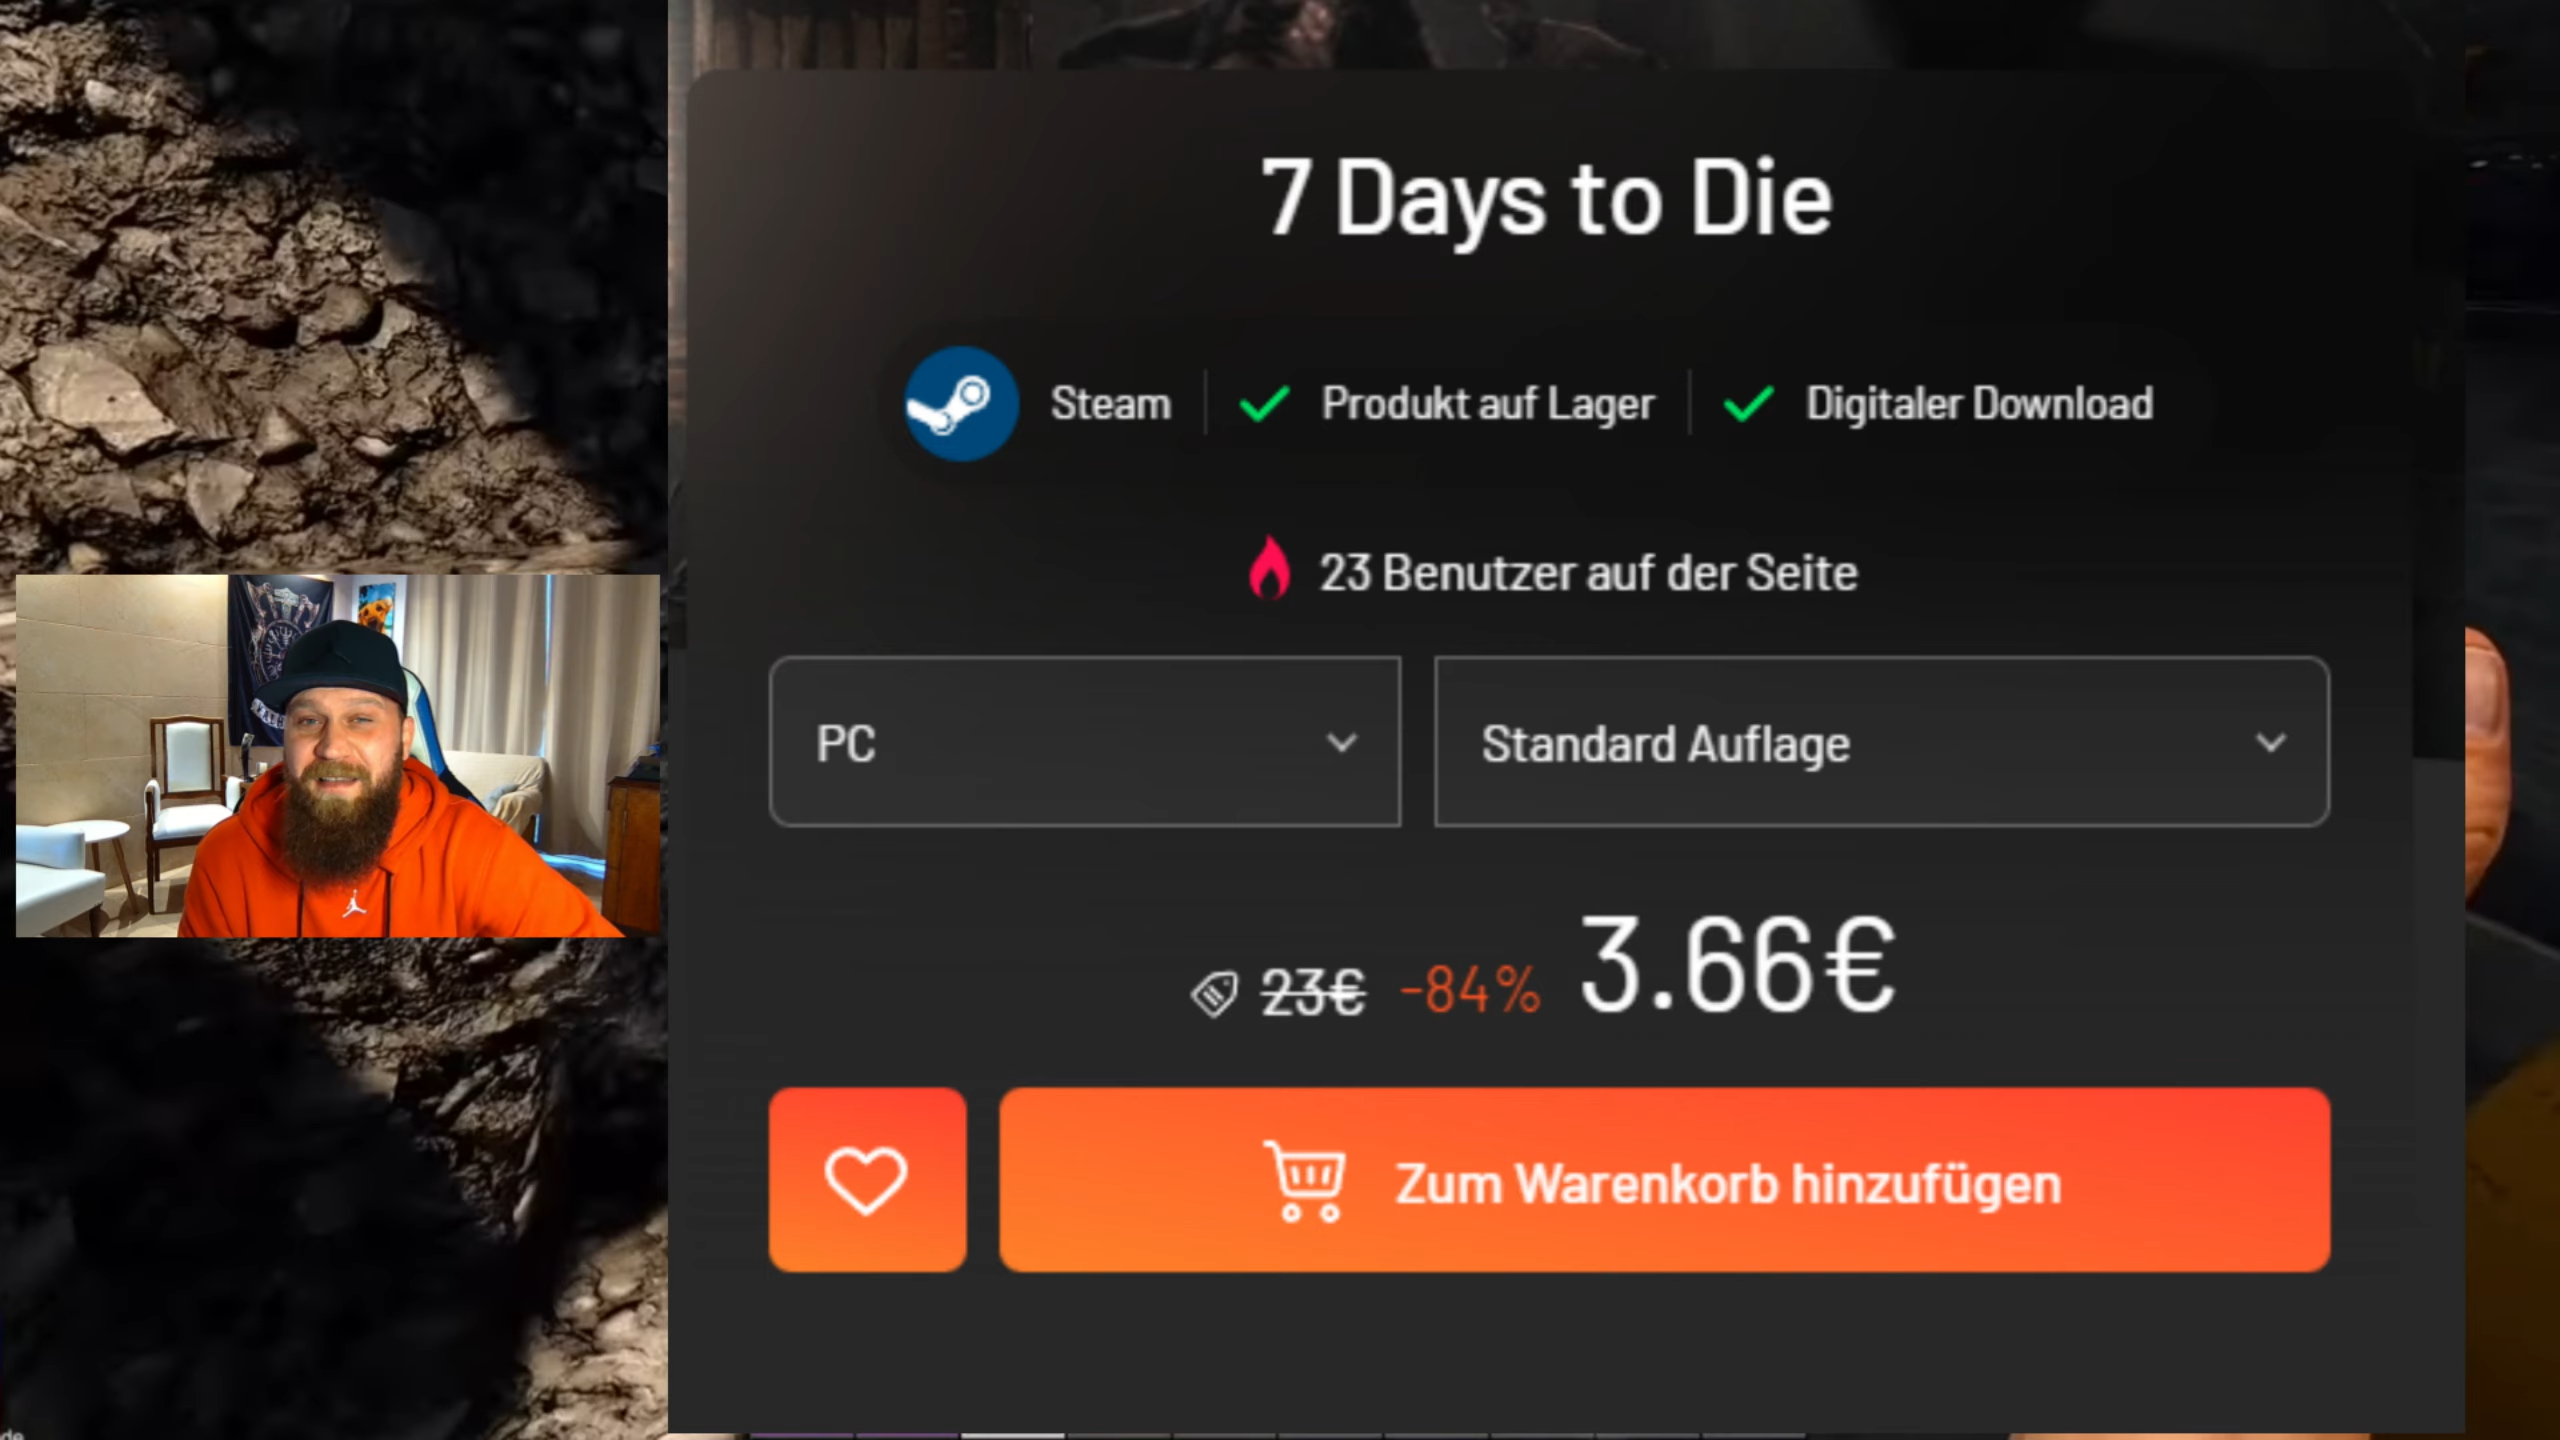 7 Days to Die
Steam
Produkt auf Lager
Digitaler Download
23 Benutzer auf der Seite
PC
Standard Auflage
23€ -84% 3.66€
Zum Warenkorb hinzufügen